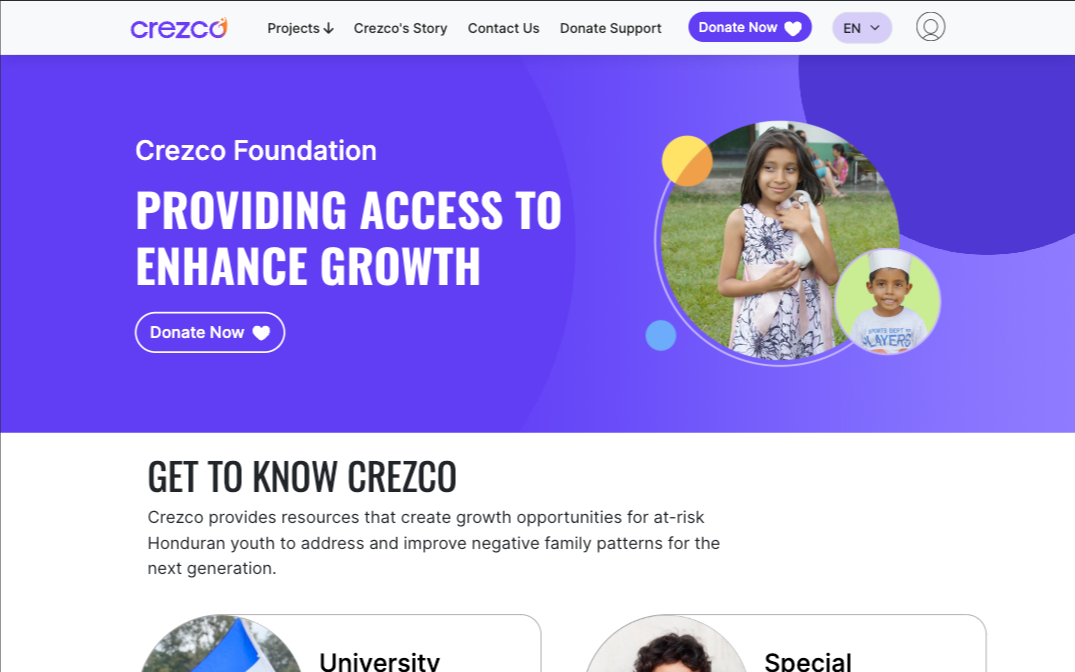 crezco
Projects ↓
Crezco's Story
Contact Us
Donate Support
Donate Now
EN
Crezco Foundation
PROVIDING ACCESS TO
ENHANCE GROWTH
Donate Now
SPORTS DEPT
PLAYERS
GET TO KNOW CREZCO
Crezco provides resources that create growth opportunities for at-risk
Honduran youth to address and improve negative family patterns for the
next generation.
University
Special